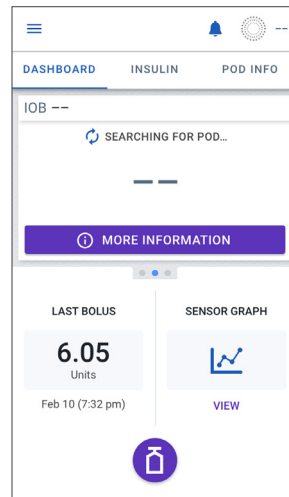 --
DASHBOARD INSULIN POD INFO
IOB --
SEARCHING FOR POD...
-- 
MORE INFORMATION
LAST BOLUS SENSOR GRAPH
6.05
Units
Feb 10 (7:32 pm) VIEW